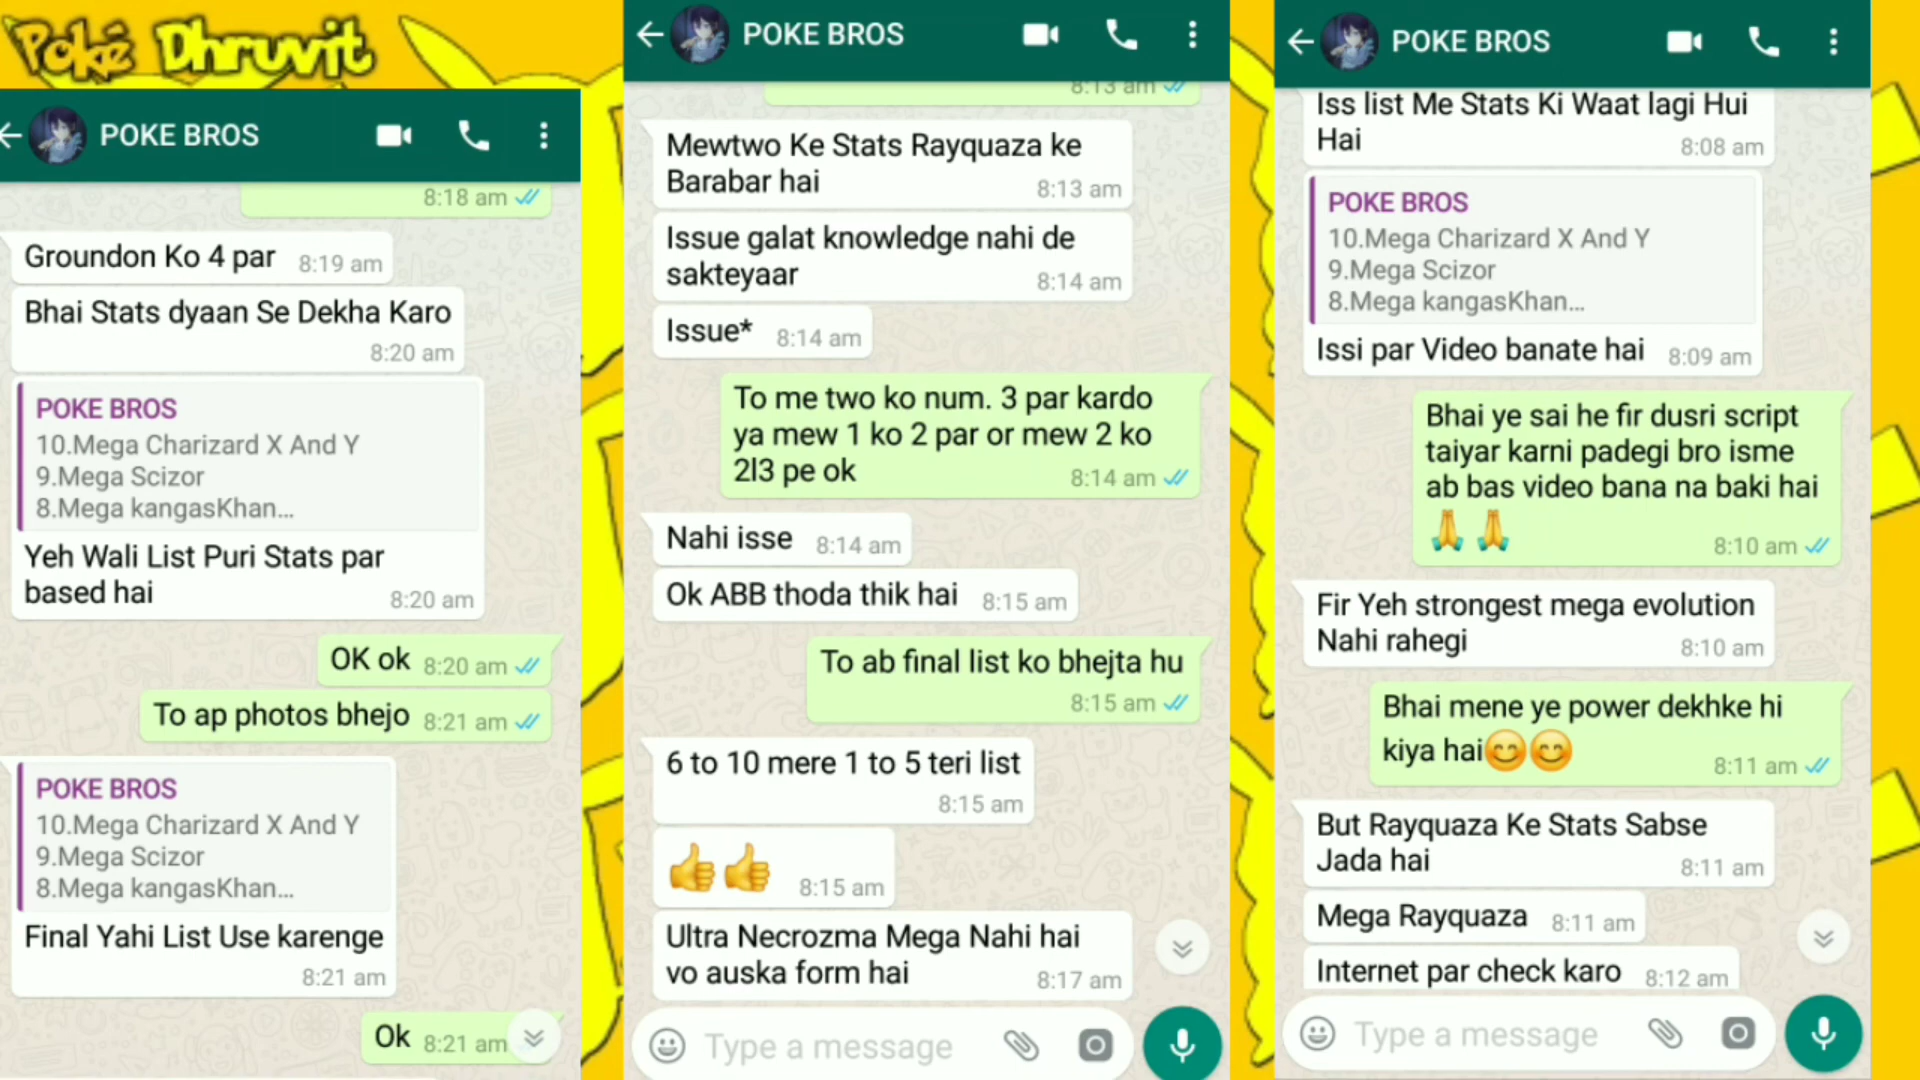 Poké Dhruvit
POKE BROS
8:18 am
Groundon Ko 4 par 8:19 am
Bhai Stats dyaan Se Dekha Karo
8:20 am
POKE BROS
10.Mega Charizard X And Y
9.Mega Scizor
8.Mega kangasKhan...
Yeh Wali List Puri Stats par
based hai 8:20 am
OK ok 8:20 am
To ap photos bhejo 8:21 am
POKE BROS
10.Mega Charizard X And Y
9.Mega Scizor
8.Mega kangasKhan...
Final Yahi List Use karenge
8:21 am
Ok 8:21 am
POKE BROS
8:13 am
Mewtwo Ke Stats Rayquaza ke
Barabar hai 8:13 am
Issue galat knowledge nahi de
sakteyaar 8:14 am
Issue* 8:14 am
To me two ko num. 3 par kardo
ya mew 1 ko 2 par or mew 2 ko
2l3 pe ok 8:14 am
Nahi isse 8:14 am
Ok ABB thoda thik hai 8:15 am
To ab final list ko bhejta hu
8:15 am
6 to 10 mere 1 to 5 teri list
8:15 am
👍👍 8:15 am
Ultra Necrozma Mega Nahi hai
vo auska form hai 8:17 am
Type a message
POKE BROS
Iss list Me Stats Ki Waat lagi Hui
Hai 8:08 am
POKE BROS
10.Mega Charizard X And Y
9.Mega Scizor
8.Mega kangasKhan...
Issi par Video banate hai 8:09 am
Bhai ye sai he fir dusri script
taiyar karni padegi bro isme
ab bas video bana na baki hai
🙏🙏 8:10 am
Fir Yeh strongest mega evolution
Nahi rahegi 8:10 am
Bhai mene ye power dekhke hi
kiya hai😊😊 8:11 am
But Rayquaza Ke Stats Sabse
Jada hai 8:11 am
Mega Rayquaza 8:11 am
Internet par check karo 8:12 am
Type a message